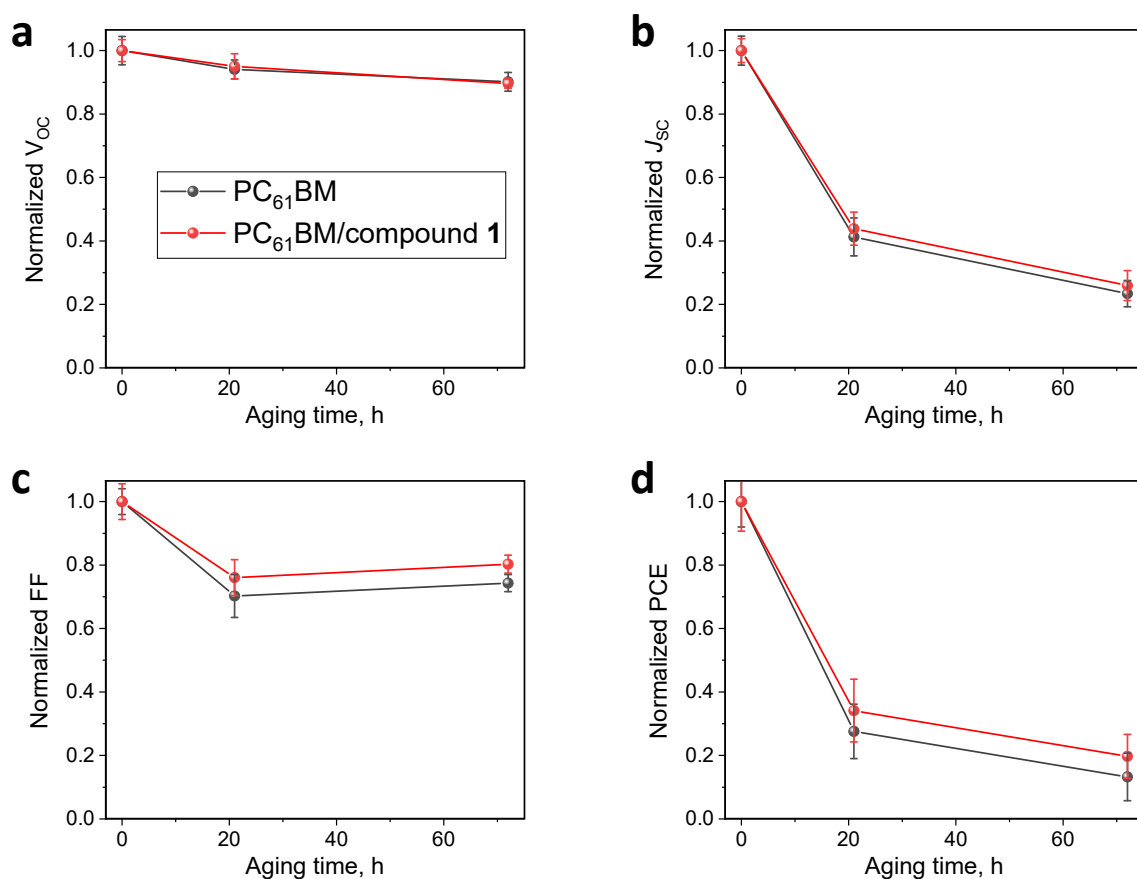 a
1.0
0.8
0.6
0.4
0.2
0.0
Normalized V_OC
PC₆₁BM
PC₆₁BM/compound 1
0 20 40 60
Aging time, h
b
1.0
0.8
0.6
0.4
0.2
0.0
Normalized J_SC
0 20 40 60
Aging time, h
c
1.0
0.8
0.6
0.4
0.2
0.0
Normalized FF
0 20 40 60
Aging time, h
d
1.0
0.8
0.6
0.4
0.2
0.0
Normalized PCE
0 20 40 60
Aging time, h